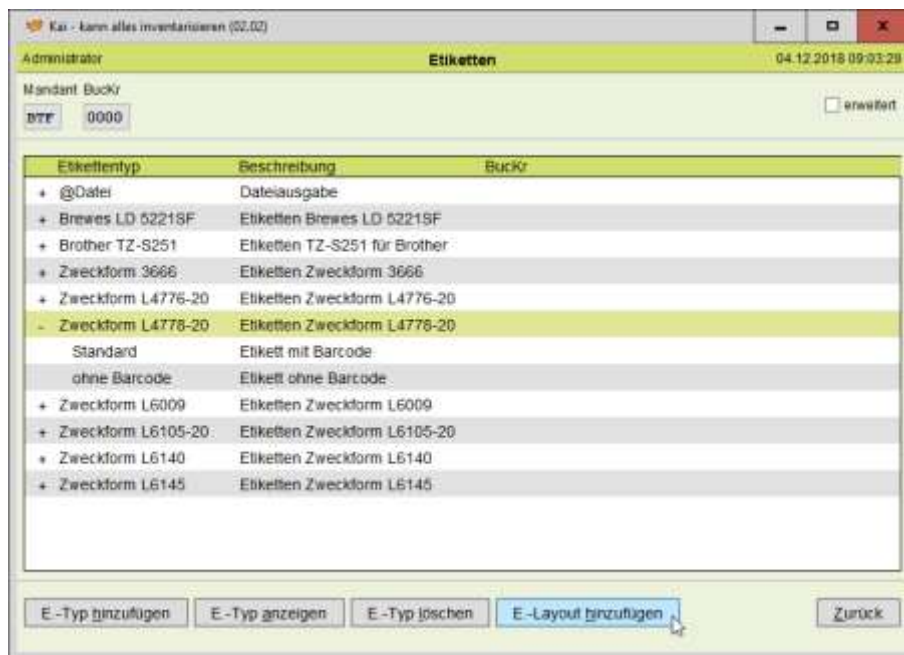 Kai - kann alles inventarisieren (02.02)
Administrator Etiketten 04.12.2018 09:03:29
Mandant BucKr
DTF 0000 erweitert
Etikettentyp Beschreibung BucKr
+ @Datei Dateiausgabe
+ Brewes LD 5221SF Etiketten Brewes LD 5221SF
+ Brother TZ-S251 Etiketten TZ-S251 für Brother
+ Zweckform 3666 Etiketten Zweckform 3666
+ Zweckform L4776-20 Etiketten Zweckform L4776-20
- Zweckform L4778-20 Etiketten Zweckform L4778-20
Standard Etikett mit Barcode
ohne Barcode Etikett ohne Barcode
+ Zweckform L6009 Etiketten Zweckform L6009
+ Zweckform L6105-20 Etiketten Zweckform L6105-20
+ Zweckform L6140 Etiketten Zweckform L6140
+ Zweckform L6145 Etiketten Zweckform L6145
E.-Typ hinzufügen E.-Typ anzeigen E.-Typ löschen E.-Layout hinzufügen Zurück